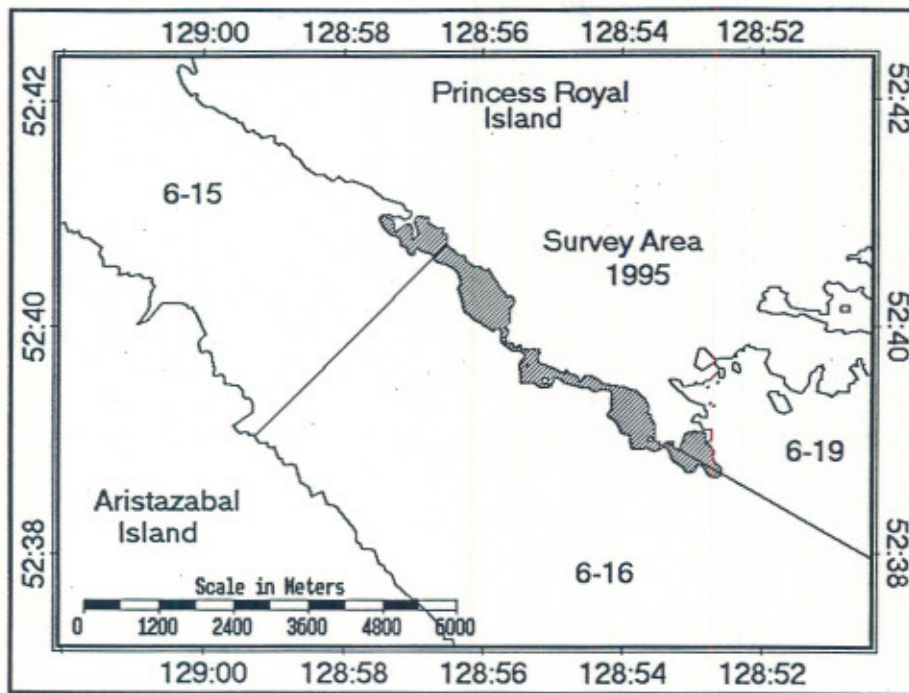 129:00 128:58 128:56 128:54 128:52
52:42
52:42
Princess Royal
Island
6-15
Survey Area
1995
52:40
52:40
6-19
Aristazabal
Island
52:38
52:38
6-16
Scale in Meters
0 1200 2400 3600 4800 6000
129:00 128:58 128:56 128:54 128:52